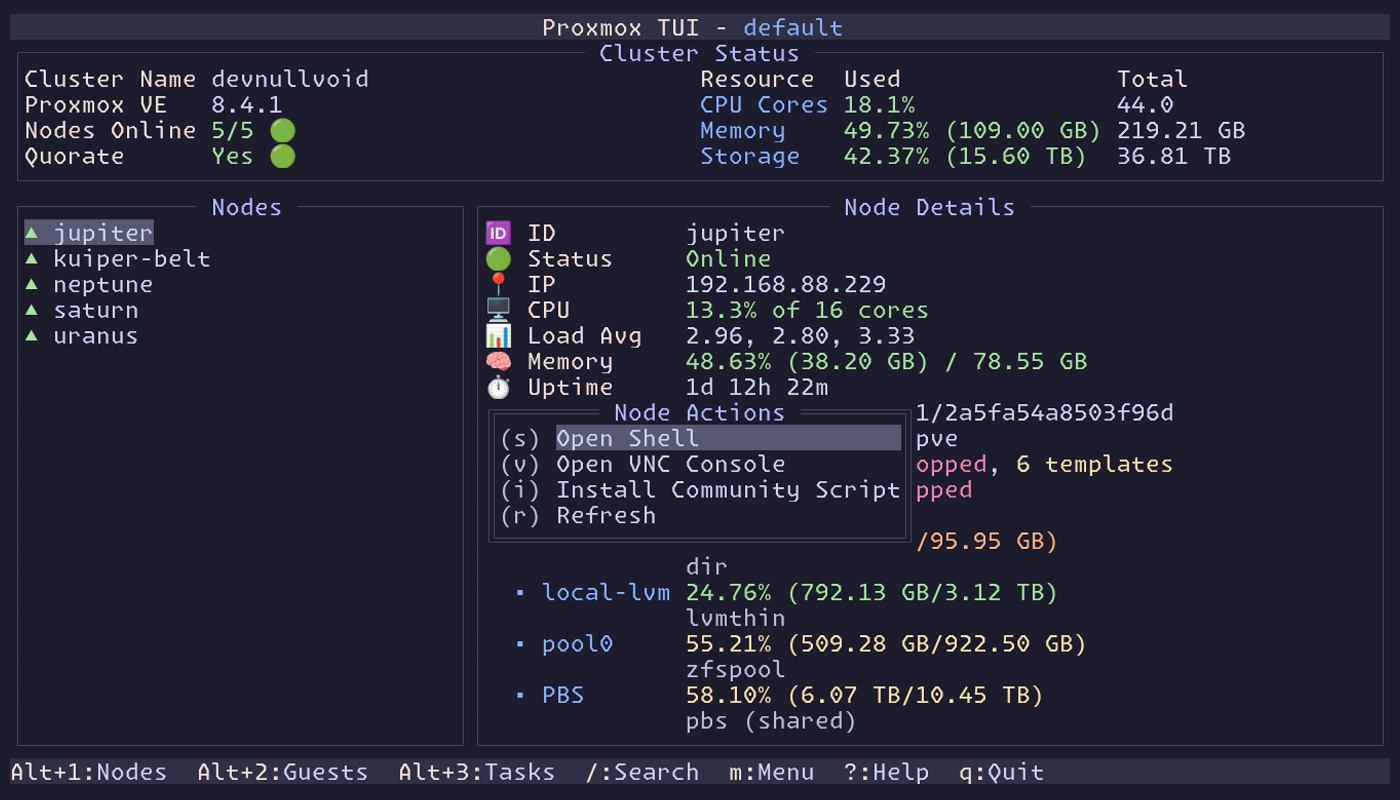 Proxmox TUI - default
Cluster Status
Cluster Name devnullvoid
Proxmox VE 8.4.1
Nodes Online 5/5
Quorate Yes
Resource Used Total
CPU Cores 18.1% 44.0
Memory 49.73% (109.00 GB) 219.21 GB
Storage 42.37% (15.60 TB) 36.81 TB
Nodes
▲ jupiter
▲ kuiper-belt
▲ neptune
▲ saturn
▲ uranus
Node Details
🆔 ID jupiter
Status Online
IP 192.168.88.229
CPU 13.3% of 16 cores
Load Avg 2.96, 2.80, 3.33
Memory 48.63% (38.20 GB) / 78.55 GB
Uptime 1d 12h 22m
Node Actions
(s) Open Shell
(v) Open VNC Console
(i) Install Community Script
(r) Refresh
1/2a5fa54a8503f96d
pve
opped, 6 templates
pped
/95.95 GB)
dir
▪ local-lvm 24.76% (792.13 GB/3.12 TB)
lvmthin
▪ pool0 55.21% (509.28 GB/922.50 GB)
zfspool
▪ PBS 58.10% (6.07 TB/10.45 TB)
pbs (shared)
Alt+1:Nodes Alt+2:Guests Alt+3:Tasks /:Search m:Menu ?:Help q:Quit